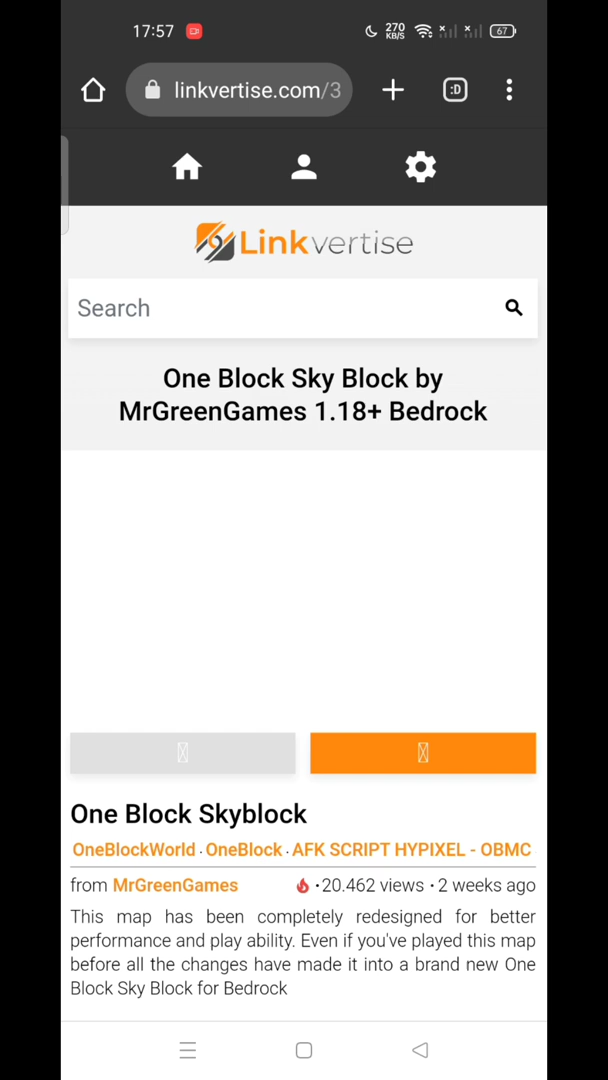 17:57
270
KB/S
67
linkvertise.com/3
:D
Linkvertise
Search
One Block Sky Block by
MrGreenGames 1.18+ Bedrock
One Block Skyblock
OneBlockWorld · OneBlock · AFK SCRIPT HYPIXEL - OBMC
from MrGreenGames · 20.462 views · 2 weeks ago
This map has been completely redesigned for better
performance and play ability. Even if you've played this map
before all the changes have made it into a brand new One
Block Sky Block for Bedrock